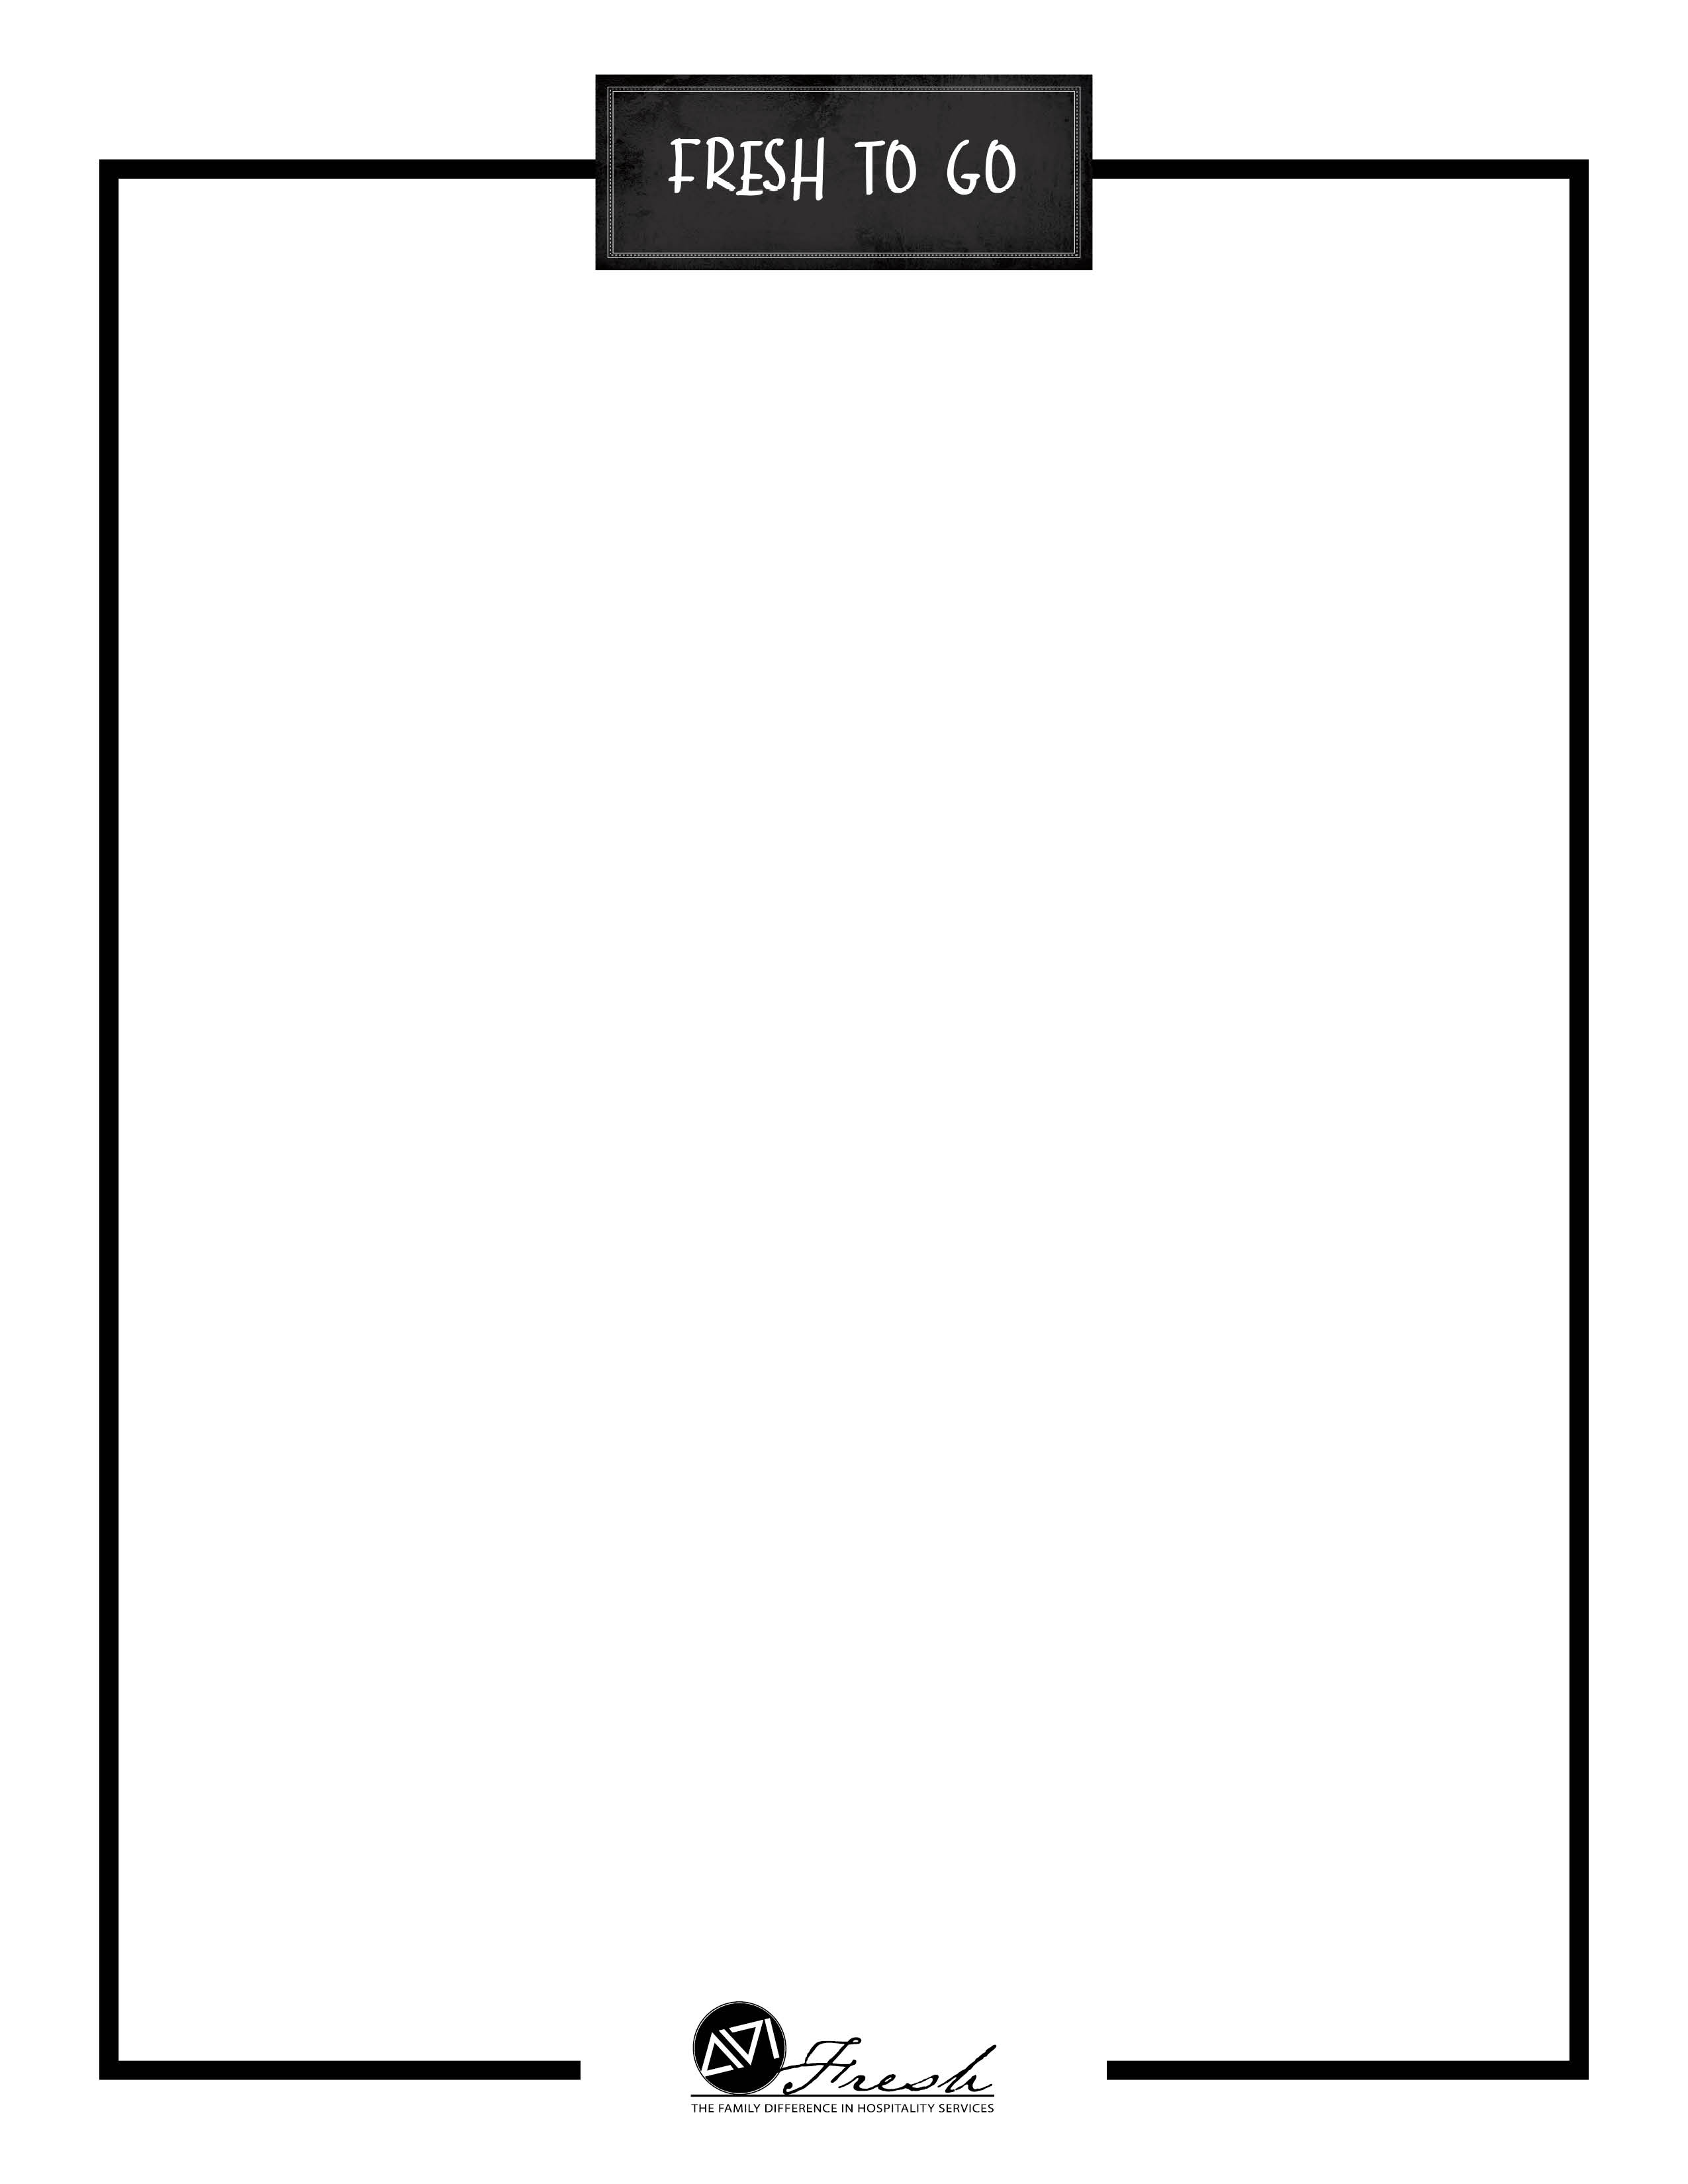 FRESH TO GO
AVI Fresh
THE FAMILY DIFFERENCE IN HOSPITALITY SERVICES